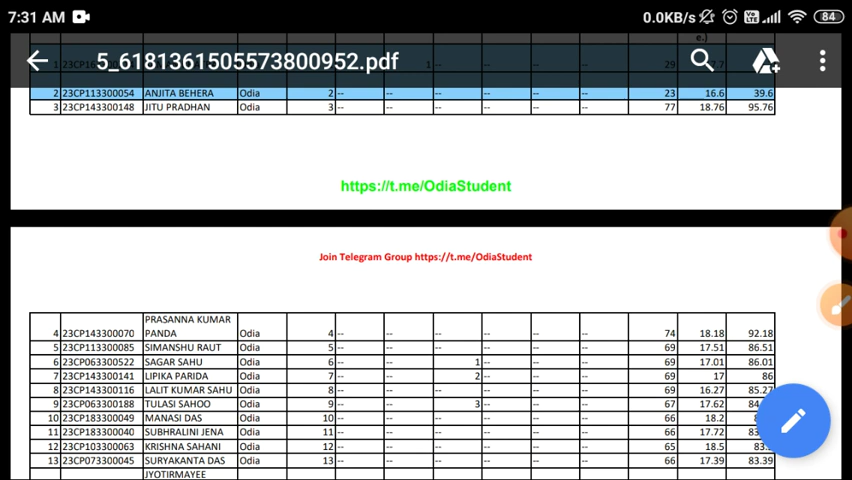 7:31 AM 0.0KB/s Vo LTE 84
e.)
5_6181361505573800952.pdf
2 23CP113300054 ANJITA BEHERA Odia 2 -- -- -- -- -- -- 23 16.6 39.6
3 23CP143300148 JITU PRADHAN Odia 3 -- -- -- -- -- -- 77 18.76 95.76
https://t.me/OdiaStudent
Join Telegram Group https://t.me/OdiaStudent
PRASANNA KUMAR
4 23CP143300070 PANDA Odia 4 -- -- -- -- -- -- 74 18.18 92.18
5 23CP113300085 SIMANSHU RAUT Odia 5 -- -- -- -- -- -- 69 17.51 86.51
6 23CP063300522 SAGAR SAHU Odia 6 -- -- 1 -- -- -- 69 17.01 86.01
7 23CP143300141 LIPIKA PARIDA Odia 7 -- -- 2 -- -- -- 69 17 86
8 23CP143300116 LALIT KUMAR SAHU Odia 8 -- -- -- -- -- -- 69 16.27 85.27
9 23CP063300188 TULASI SAHOO Odia 9 -- -- 3 -- -- -- 67 17.62
10 23CP183300049 MANASI DAS Odia 10 -- -- -- -- -- -- 66 18.2
11 23CP183300040 SUBHRALINI JENA Odia 11 -- -- -- -- -- -- 66 17.72
12 23CP103300063 KRISHNA SAHANI Odia 12 -- -- -- -- -- -- 65 18.5
13 23CP073300045 SURYAKANTA DAS Odia 13 -- -- -- -- -- -- 66 17.39 83.39
JYOTIRMAYEE